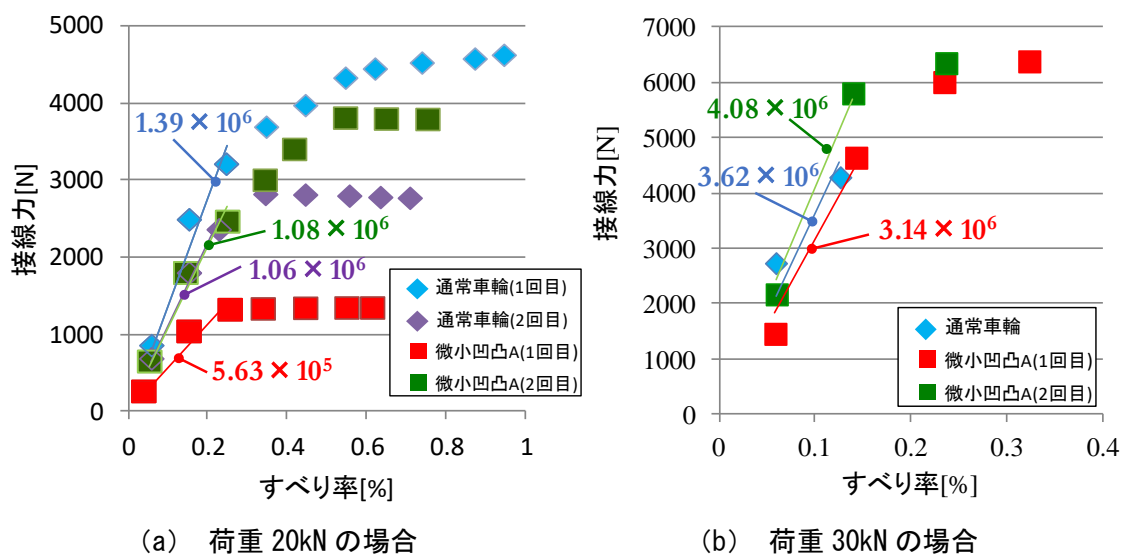 5000
4000
3000
2000
1000
0
接線力[N]
1.39 × 10⁶
1.08 × 10⁶
1.06 × 10⁶
5.63 × 10⁵
通常車輪(1回目)
通常車輪(2回目)
微小凹凸A(1回目)
微小凹凸A(2回目)
0 0.2 0.4 0.6 0.8 1
すべり率[%]
(a) 荷重 20kN の場合
7000
6000
5000
4000
3000
2000
1000
0
接線力[N]
4.08 × 10⁶
3.62 × 10⁶
3.14 × 10⁶
通常車輪
微小凹凸A(1回目)
微小凹凸A(2回目)
0 0.1 0.2 0.3 0.4
すべり率[%]
(b) 荷重 30kN の場合